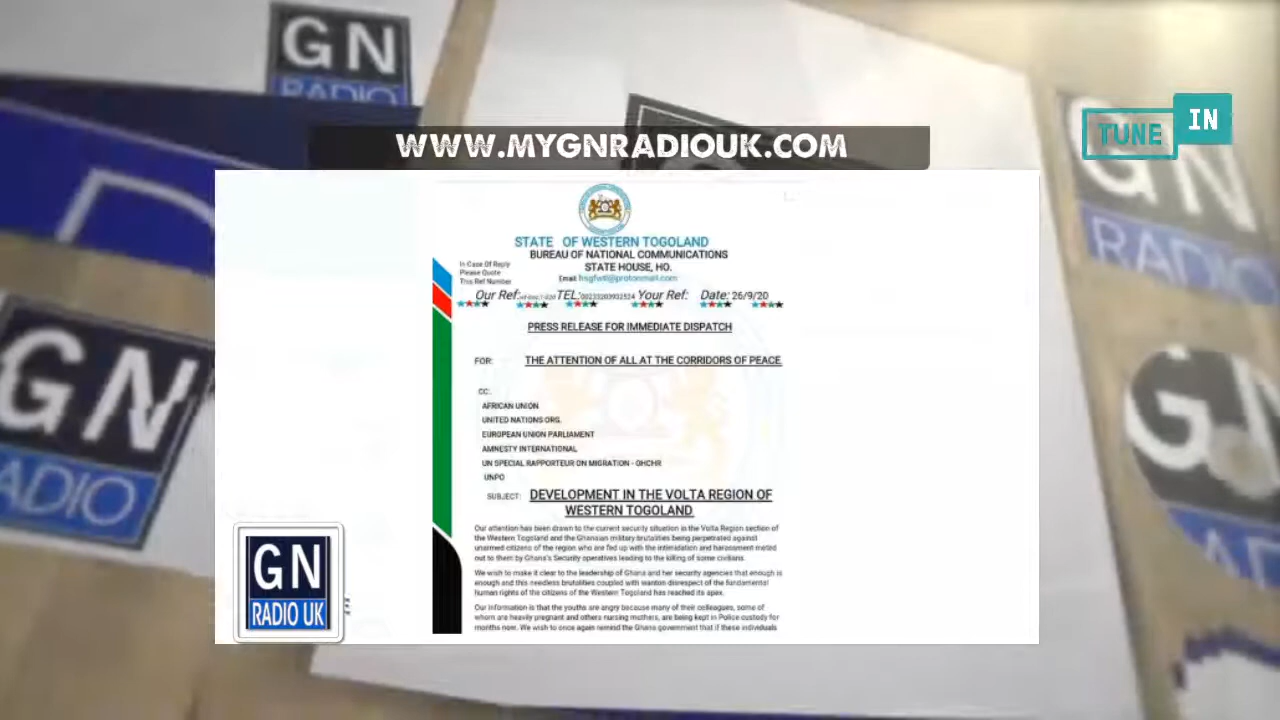 GN
RADIO
WWW.MYGNRADIOUK.COM
TUNE IN
GN
RADIO
GN
RADIO
STATE OF WESTERN TOGOLAND
BUREAU OF NATIONAL COMMUNICATIONS
STATE HOUSE, HO.
In Case Of Reply
Please Quote
This Ref Number
Email: hsgfwtl@protonmail.com
Our Ref: TEL: Your Ref: Date: 26/9/20
PRESS RELEASE FOR IMMEDIATE DISPATCH
FOR: THE ATTENTION OF ALL AT THE CORRIDORS OF PEACE
CC.
AFRICAN UNION
UNITED NATIONS ORG.
EUROPEAN UNION PARLIAMENT
AMNESTY INTERNATIONAL
UN SPECIAL RAPPORTEUR ON MIGRATION - OHCHR
UNPO
SUBJECT: DEVELOPMENT IN THE VOLTA REGION OF
WESTERN TOGOLAND
Our attention has been drawn to the current security situation in the Volta Region section of
the Western Togoland and the Ghanaian military brutalities being perpetrated against
unarmed citizens of the region who are fed up with the intimidation and harassment meted
out to them by Ghana's Security operatives leading to the killing of some civilians.
We wish to make it clear to the leadership of Ghana and her security agencies that enough is
enough and this needless brutalities coupled with wanton disrespect of the fundamental
human rights of the citizens of the Western Togoland has reached its apex.
Our information is that the youths are angry because many of their colleagues, some of
whom are heavily pregnant and others nursing mothers, are being kept in Police custody for
months now. We wish to once again remind the Ghana government that if these individuals
GN
RADIO UK